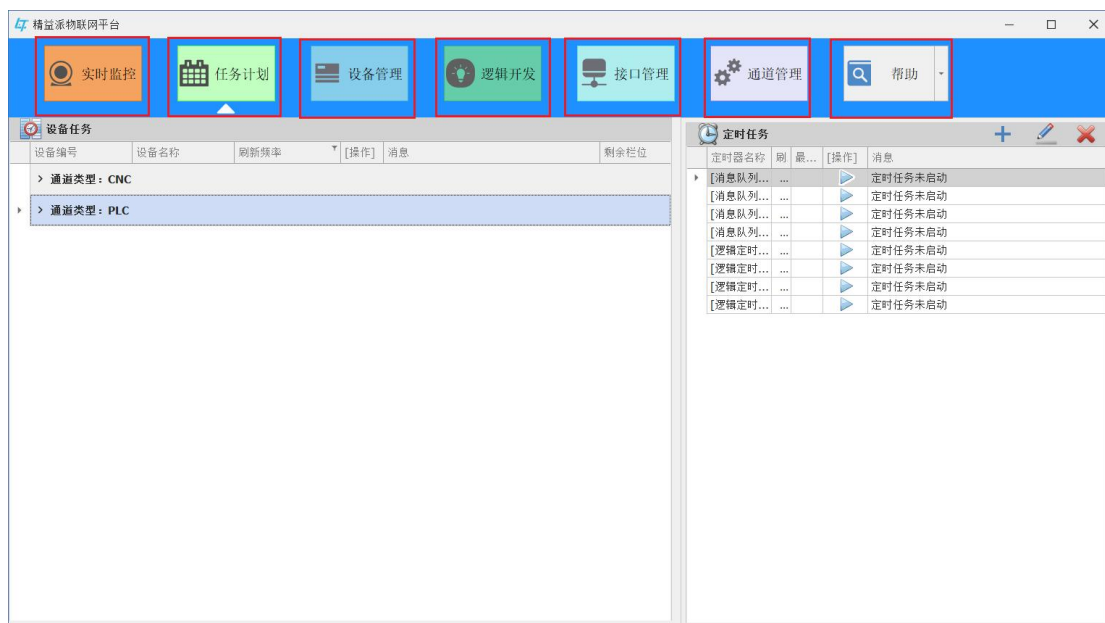 精益派物联网平台
实时监控 任务计划 设备管理 逻辑开发 接口管理 通道管理 帮助
设备任务
设备编号 设备名称 刷新频率 [操作] 消息 剩余栏位
> 通道类型: CNC
> 通道类型: PLC
定时任务
定时器名称 刷 最... [操作] 消息
[消息队列... ... 定时任务未启动
[消息队列... ... 定时任务未启动
[消息队列... ... 定时任务未启动
[消息队列... ... 定时任务未启动
[逻辑定时... ... 定时任务未启动
[逻辑定时... ... 定时任务未启动
[逻辑定时... ... 定时任务未启动
[逻辑定时... ... 定时任务未启动